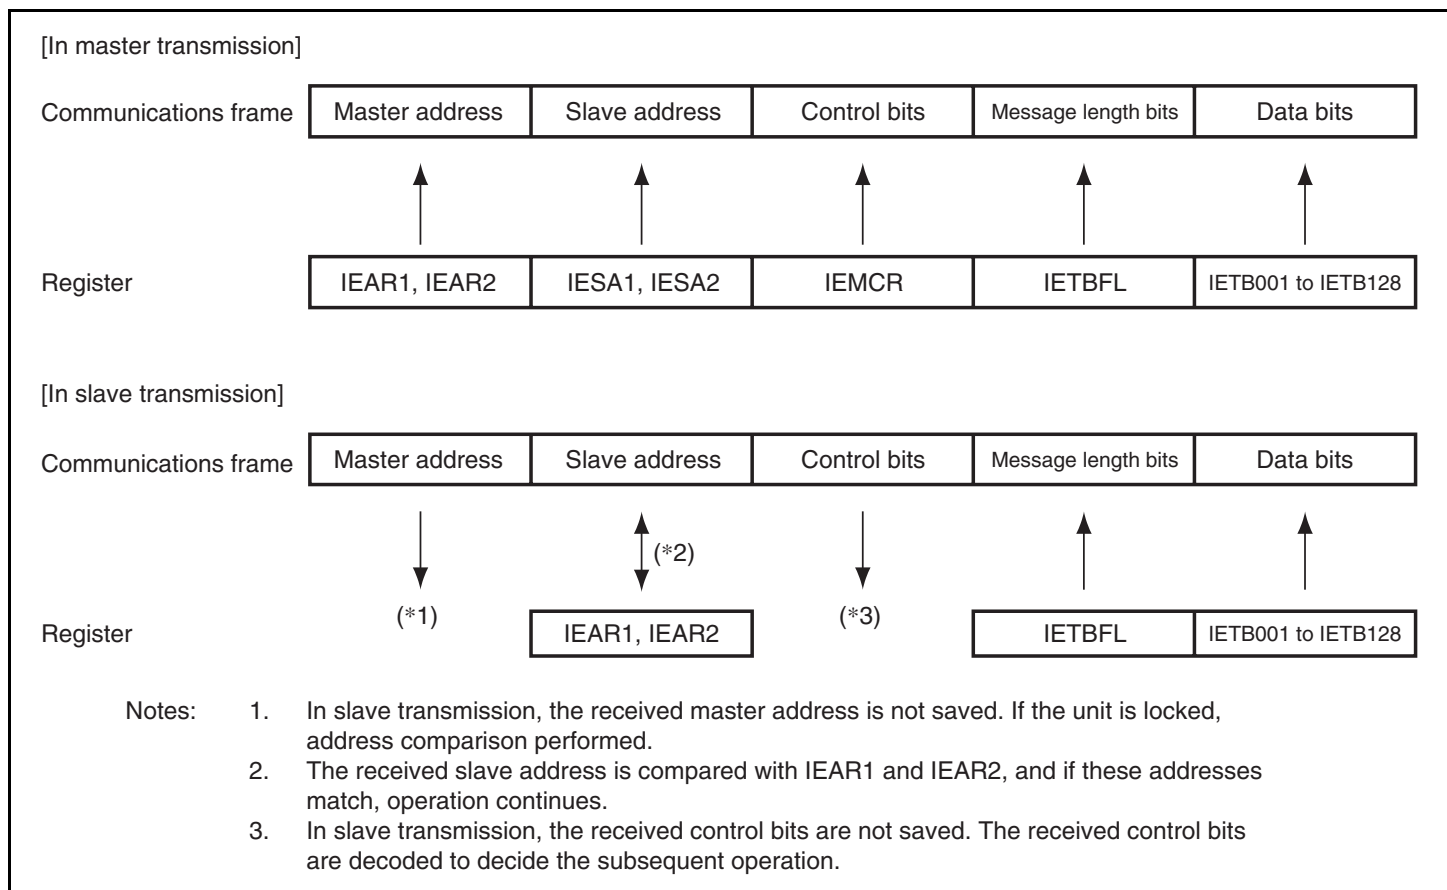 [In master transmission]
Communications frame Master address Slave address Control bits Message length bits Data bits
Register IEAR1, IEAR2 IESA1, IESA2 IEMCR IETBFL IETB001 to IETB128
[In slave transmission]
Communications frame Master address Slave address Control bits Message length bits Data bits
(*2)
Register (*1) IEAR1, IEAR2 (*3) IETBFL IETB001 to IETB128
Notes: 1. In slave transmission, the received master address is not saved. If the unit is locked,
address comparison performed.
2. The received slave address is compared with IEAR1 and IEAR2, and if these addresses
match, operation continues.
3. In slave transmission, the received control bits are not saved. The received control bits
are decoded to decide the subsequent operation.